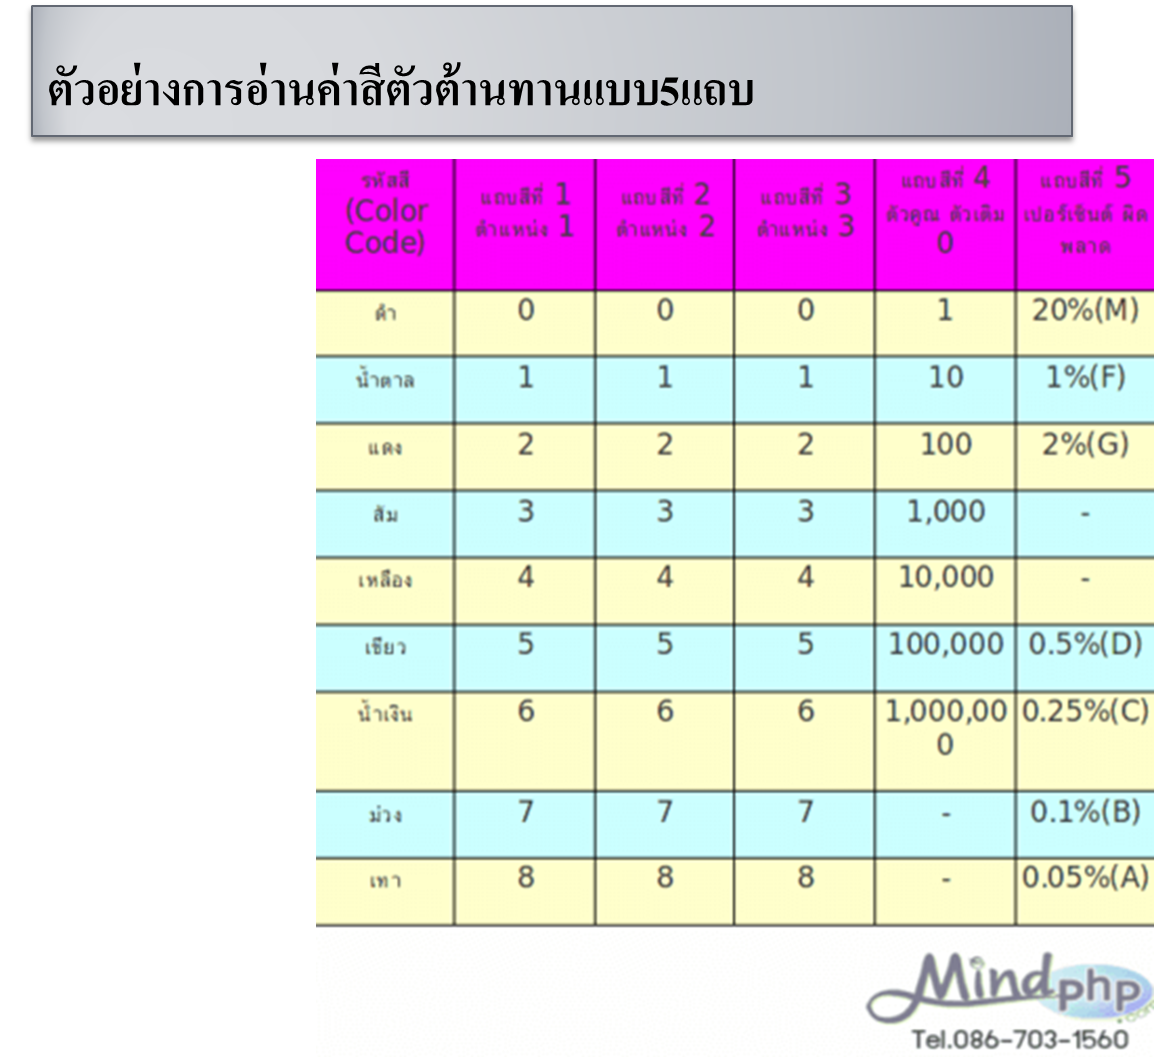 ตัวอย่างการอ่านค่าสีตัวต้านทานแบบ5แถบ
รหัสสี (Color Code) แถบสีที่ 1 ตำแหน่ง 1 แถบสีที่ 2 ตำแหน่ง 2 แถบสีที่ 3 ตำแหน่ง 3 แถบสีที่ 4 ตัวคูณ ตัวเติม 0 แถบสีที่ 5 เปอร์เซ็นต์ ผิด พลาด
ดำ 0 0 0 1 20%(M)
น้ำตาล 1 1 1 10 1%(F)
แดง 2 2 2 100 2%(G)
ส้ม 3 3 3 1,000 -
เหลือง 4 4 4 10,000 -
เขียว 5 5 5 100,000 0.5%(D)
น้ำเงิน 6 6 6 1,000,000 0.25%(C)
ม่วง 7 7 7 - 0.1%(B)
เทา 8 8 8 - 0.05%(A)
Mindphp
.com
Tel.086-703-1560